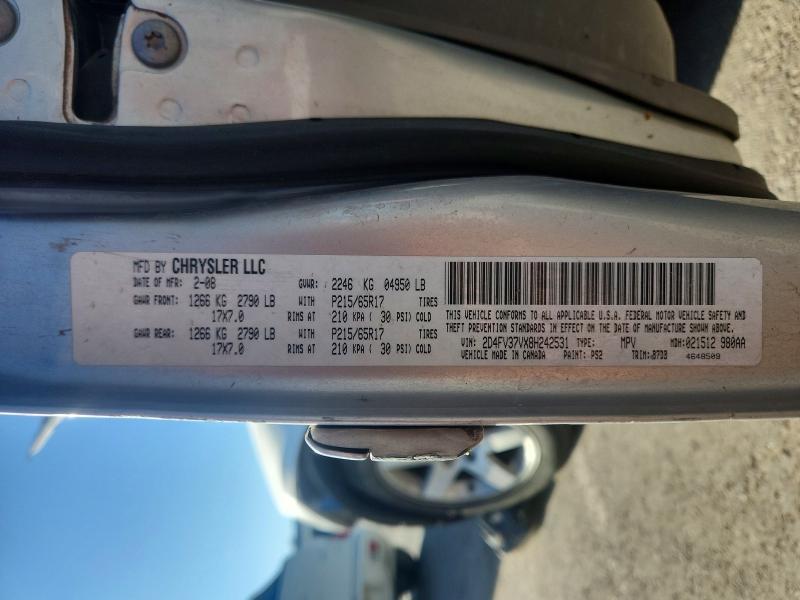 MFD BY CHRYSLER LLC
DATE OF MFR: 2-08 GVWR: 2246 KG 04950 LB
GAWR FRONT: 1266 KG 2790 LB WITH P215/65R17 TIRES
17X7.0 RIMS AT 210 KPA ( 30 PSI) COLD
GAWR REAR: 1266 KG 2790 LB WITH P215/65R17 TIRES
17X7.0 RIMS AT 210 KPA ( 30 PSI) COLD
THIS VEHICLE CONFORMS TO ALL APPLICABLE U.S.A. FEDERAL MOTOR VEHICLE SAFETY AND
THEFT PREVENTION STANDARDS IN EFFECT ON THE DATE OF MANUFACTURE SHOWN ABOVE.
VIN: 2D4FV37VX8H242531 TYPE: MPV MDH: 021512 980AA
VEHICLE MADE IN CANADA PAINT: PS2 TRIM: B7D8 4648509